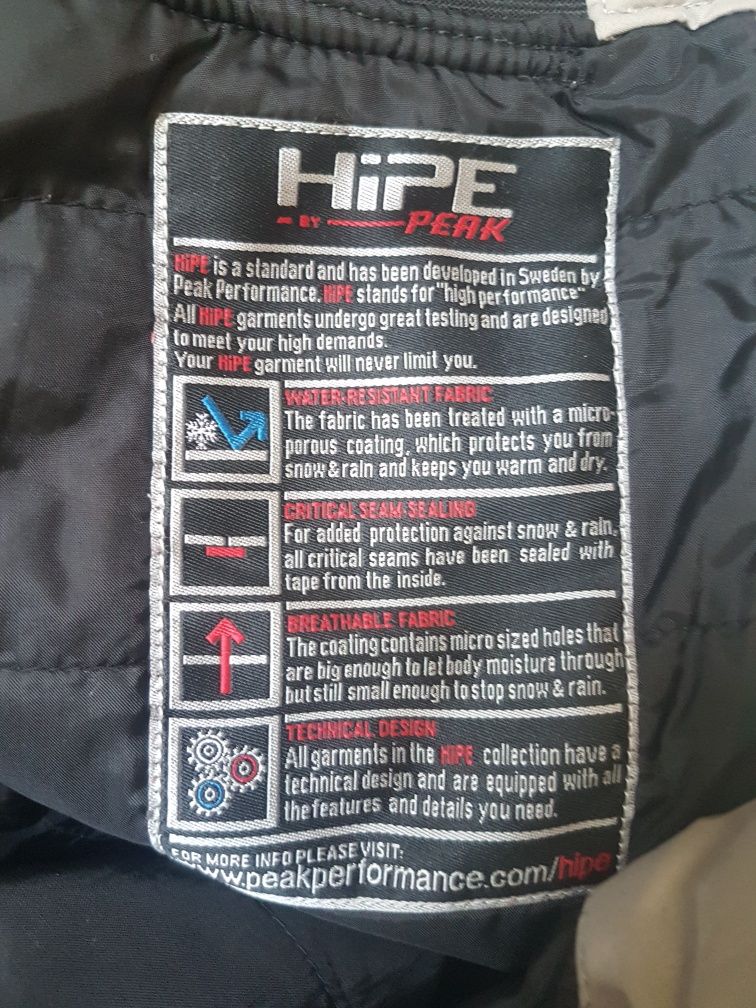 HiPE
BY PEAK
HiPE is a standard and has been developed in Sweden by
Peak Performance. HiPE stands for "high performance"
All HiPE garments undergo great testing and are designed
to meet your high demands.
Your HiPE garment will never limit you.
WATER-RESISTANT FABRIC
The fabric has been treated with a micro-
porous coating, which protects you from
snow & rain and keeps you warm and dry.
CRITICAL SEAM-SEALING
For added protection against snow & rain,
all critical seams have been sealed with
tape from the inside.
BREATHABLE FABRIC
The coating contains micro sized holes that
are big enough to let body moisture through
but still small enough to stop snow & rain.
TECHNICAL DESIGN
All garments in the HiPE collection have a
technical design and are equipped with all
the features and details you need.
FOR MORE INFO PLEASE VISIT:
www.peakperformance.com/hipe